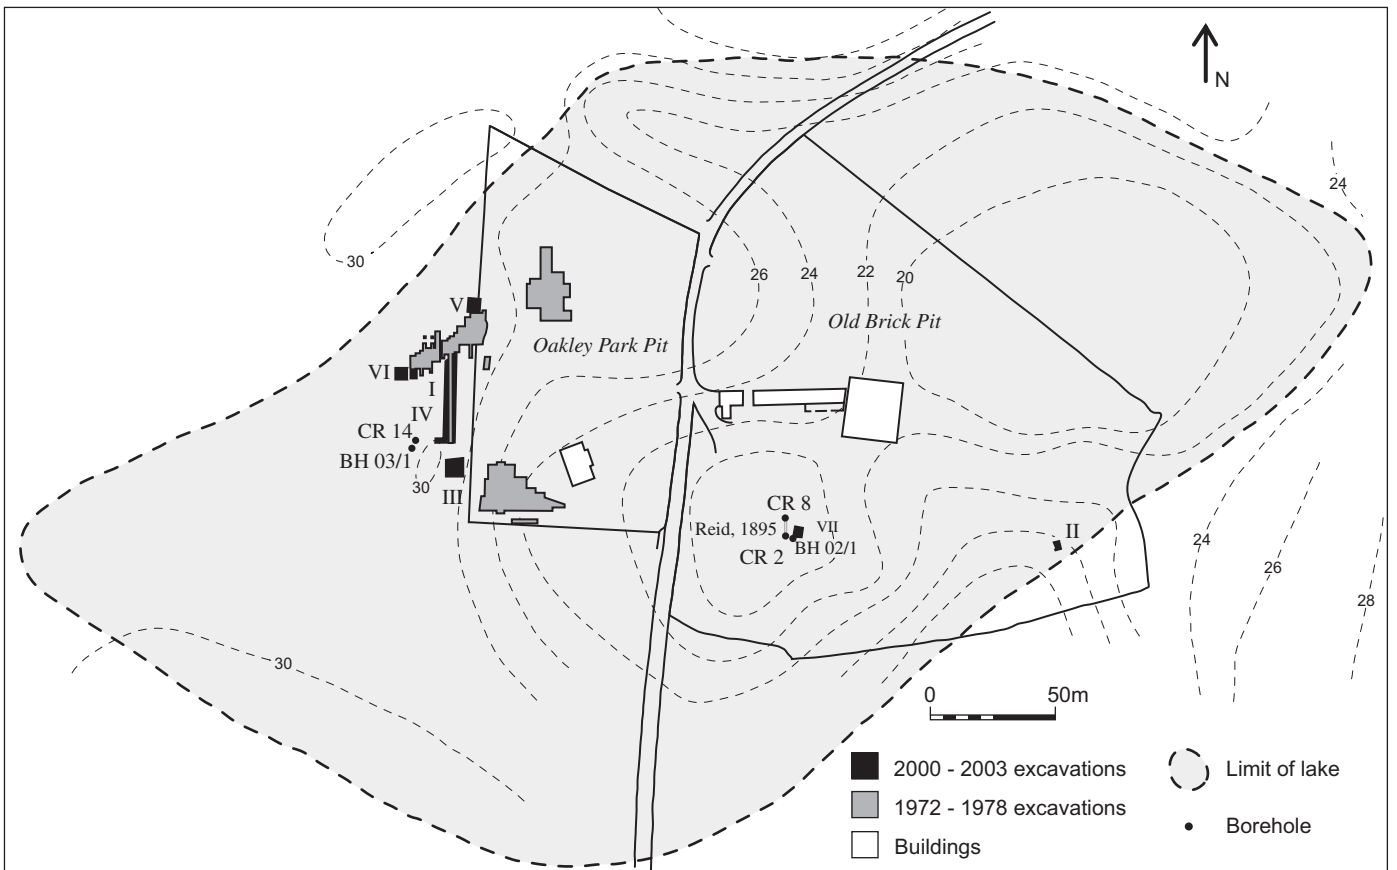 N
24
30
26
24
22
20
V
Old Brick Pit
Oakley Park Pit
VI
I
IV
CR 14
BH 03/1
30
III
CR 8
Reid, 1895
VII
BH 02/1
CR 2
II
24
26
28
30
0 50m
2000 - 2003 excavations
1972 - 1978 excavations
Buildings
Limit of lake
Borehole